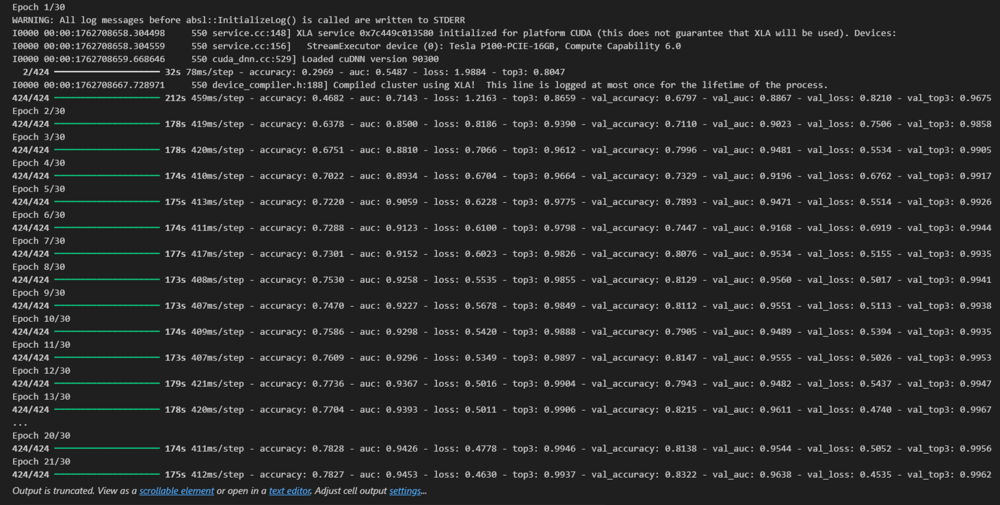 Epoch 1/30
WARNING: All log messages before absl::InitializeLog() is called are written to STDERR
I0000 00:00:1762708658.304498     550 service.cc:148] XLA service 0x7c449c013580 initialized for platform CUDA (this does not guarantee that XLA will be used). Devices:
I0000 00:00:1762708658.304559     550 service.cc:156]   StreamExecutor device (0): Tesla P100-PCIE-16GB, Compute Capability 6.0
I0000 00:00:1762708659.668646     550 cuda_dnn.cc:529] Loaded cuDNN version 90300
2/424 ━━━━━━━━━━━━━━━━━━━━ 32s 78ms/step - accuracy: 0.2969 - auc: 0.5487 - loss: 1.9884 - top3: 0.8047
I0000 00:00:1762708667.728971     550 device_compiler.h:188] Compiled cluster using XLA!  This line is logged at most once for the lifetime of the process.
424/424 ━━━━━━━━━━━━━━━━━━━━ 212s 459ms/step - accuracy: 0.4682 - auc: 0.7143 - loss: 1.2163 - top3: 0.8659 - val_accuracy: 0.6797 - val_auc: 0.8867 - val_loss: 0.8210 - val_top3: 0.9675
Epoch 2/30
424/424 ━━━━━━━━━━━━━━━━━━━━ 178s 419ms/step - accuracy: 0.6378 - auc: 0.8500 - loss: 0.8186 - top3: 0.9390 - val_accuracy: 0.7110 - val_auc: 0.9023 - val_loss: 0.7506 - val_top3: 0.9858
Epoch 3/30
424/424 ━━━━━━━━━━━━━━━━━━━━ 178s 420ms/step - accuracy: 0.6751 - auc: 0.8810 - loss: 0.7066 - top3: 0.9612 - val_accuracy: 0.7996 - val_auc: 0.9481 - val_loss: 0.5534 - val_top3: 0.9905
Epoch 4/30
424/424 ━━━━━━━━━━━━━━━━━━━━ 174s 410ms/step - accuracy: 0.7022 - auc: 0.8934 - loss: 0.6704 - top3: 0.9664 - val_accuracy: 0.7329 - val_auc: 0.9196 - val_loss: 0.6762 - val_top3: 0.9917
Epoch 5/30
424/424 ━━━━━━━━━━━━━━━━━━━━ 175s 413ms/step - accuracy: 0.7220 - auc: 0.9059 - loss: 0.6228 - top3: 0.9775 - val_accuracy: 0.7893 - val_auc: 0.9471 - val_loss: 0.5514 - val_top3: 0.9926
Epoch 6/30
424/424 ━━━━━━━━━━━━━━━━━━━━ 174s 411ms/step - accuracy: 0.7288 - auc: 0.9123 - loss: 0.6100 - top3: 0.9798 - val_accuracy: 0.7447 - val_auc: 0.9168 - val_loss: 0.6919 - val_top3: 0.9944
Epoch 7/30
424/424 ━━━━━━━━━━━━━━━━━━━━ 177s 417ms/step - accuracy: 0.7301 - auc: 0.9152 - loss: 0.6023 - top3: 0.9826 - val_accuracy: 0.8076 - val_auc: 0.9534 - val_loss: 0.5155 - val_top3: 0.9935
Epoch 8/30
424/424 ━━━━━━━━━━━━━━━━━━━━ 173s 408ms/step - accuracy: 0.7530 - auc: 0.9258 - loss: 0.5535 - top3: 0.9855 - val_accuracy: 0.8129 - val_auc: 0.9560 - val_loss: 0.5017 - val_top3: 0.9941
Epoch 9/30
424/424 ━━━━━━━━━━━━━━━━━━━━ 173s 407ms/step - accuracy: 0.7470 - auc: 0.9227 - loss: 0.5678 - top3: 0.9849 - val_accuracy: 0.8112 - val_auc: 0.9551 - val_loss: 0.5113 - val_top3: 0.9938
Epoch 10/30
424/424 ━━━━━━━━━━━━━━━━━━━━ 174s 409ms/step - accuracy: 0.7586 - auc: 0.9298 - loss: 0.5420 - top3: 0.9888 - val_accuracy: 0.7905 - val_auc: 0.9489 - val_loss: 0.5394 - val_top3: 0.9935
Epoch 11/30
424/424 ━━━━━━━━━━━━━━━━━━━━ 173s 407ms/step - accuracy: 0.7609 - auc: 0.9296 - loss: 0.5349 - top3: 0.9897 - val_accuracy: 0.8147 - val_auc: 0.9555 - val_loss: 0.5026 - val_top3: 0.9953
Epoch 12/30
424/424 ━━━━━━━━━━━━━━━━━━━━ 179s 421ms/step - accuracy: 0.7736 - auc: 0.9367 - loss: 0.5016 - top3: 0.9904 - val_accuracy: 0.7943 - val_auc: 0.9482 - val_loss: 0.5437 - val_top3: 0.9947
Epoch 13/30
424/424 ━━━━━━━━━━━━━━━━━━━━ 178s 420ms/step - accuracy: 0.7704 - auc: 0.9393 - loss: 0.5011 - top3: 0.9906 - val_accuracy: 0.8215 - val_auc: 0.9611 - val_loss: 0.4740 - val_top3: 0.9967
...
Epoch 20/30
424/424 ━━━━━━━━━━━━━━━━━━━━ 174s 411ms/step - accuracy: 0.7828 - auc: 0.9426 - loss: 0.4778 - top3: 0.9946 - val_accuracy: 0.8138 - val_auc: 0.9544 - val_loss: 0.5052 - val_top3: 0.9956
Epoch 21/30
424/424 ━━━━━━━━━━━━━━━━━━━━ 175s 412ms/step - accuracy: 0.7827 - auc: 0.9453 - loss: 0.4630 - top3: 0.9937 - val_accuracy: 0.8322 - val_auc: 0.9638 - val_loss: 0.4535 - val_top3: 0.9962
Output is truncated. View as a scrollable element or open in a text editor. Adjust cell output settings...